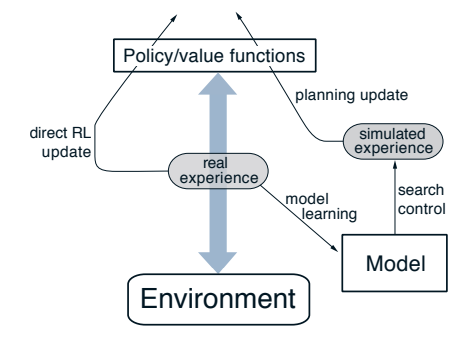 Policy/value functions
planning update
direct RL
update
simulated
experience
real
experience
model
learning
search
control
Model
Environment